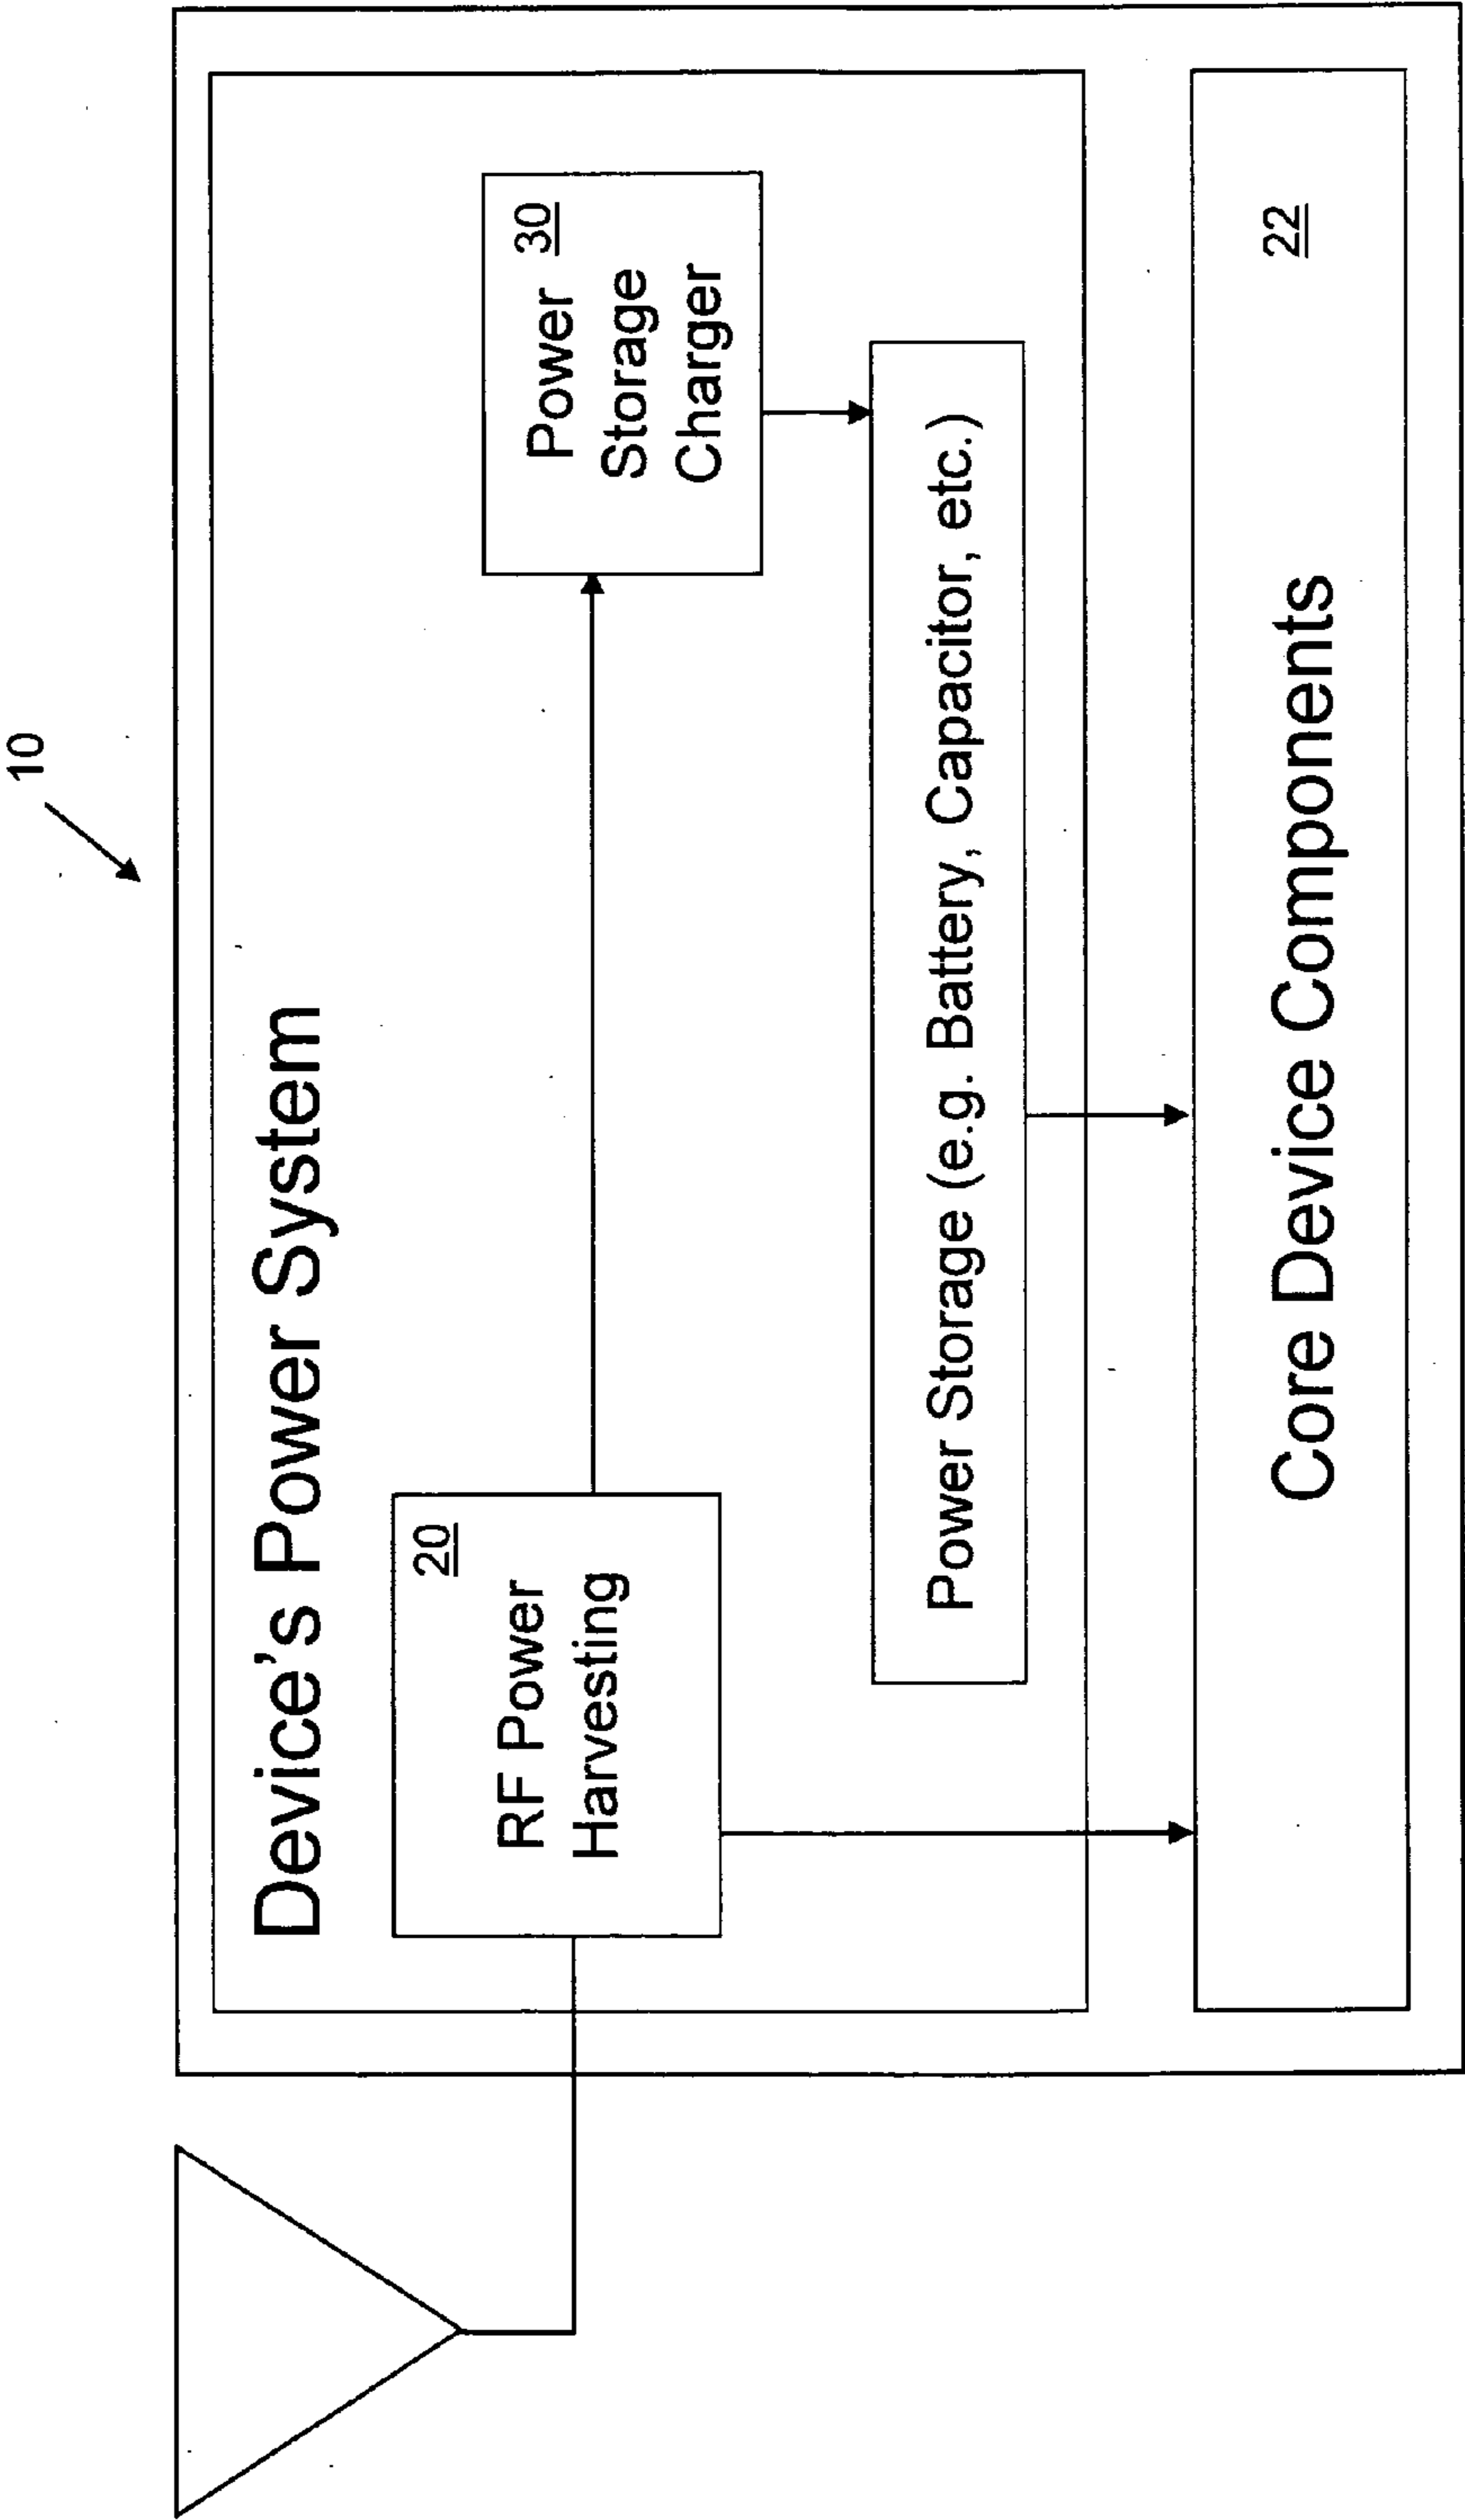 10
Device's Power System
20
RF Power
Harvesting
Power 30
Storage
Charger
Power Storage (e.g. Battery, Capacitor, etc.)
22
Core Device Components